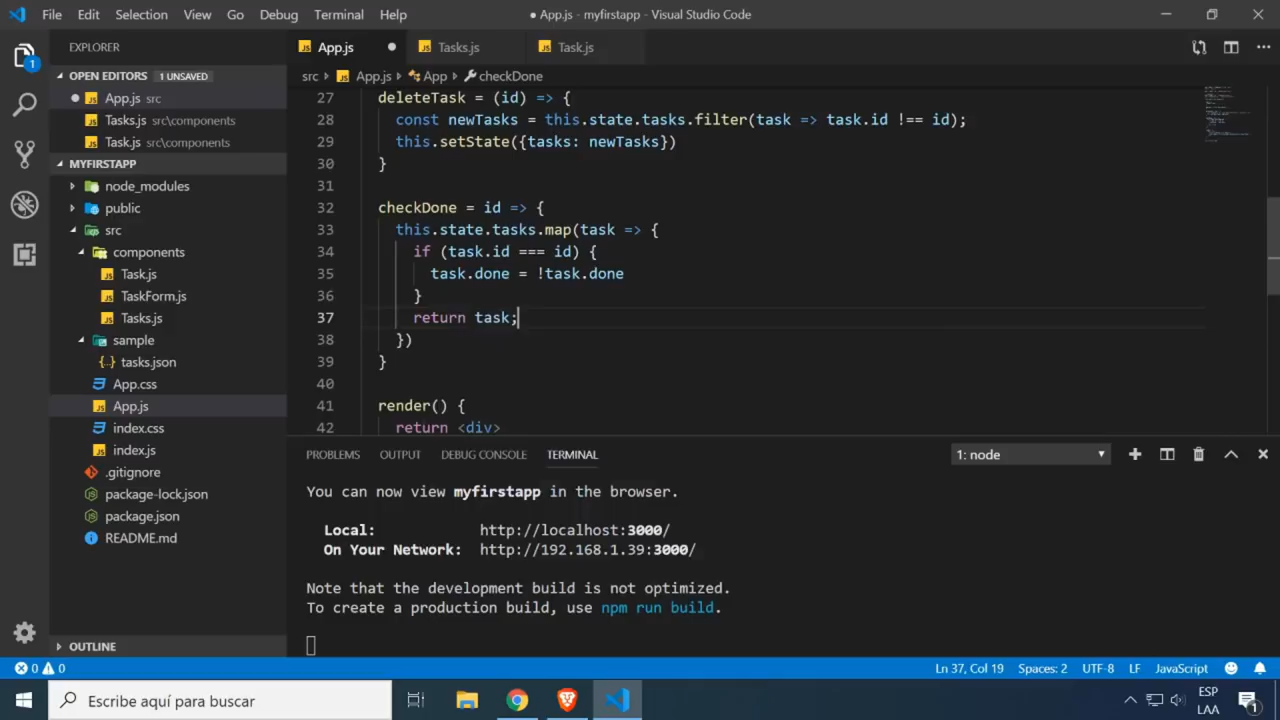 File Edit Selection View Go Debug Terminal Help
● App.js - myfirstapp - Visual Studio Code
EXPLORER
OPEN EDITORS 1 UNSAVED
App.js src
Tasks.js src\components
Task.js src\components
MYFIRSTAPP
node_modules
public
src
components
Task.js
TaskForm.js
Tasks.js
sample
tasks.json
App.css
App.js
index.css
index.js
.gitignore
package-lock.json
package.json
README.md
OUTLINE
App.js Tasks.js Task.js
src App.js App checkDone
27 deleteTask = (id) => {
28 const newTasks = this.state.tasks.filter(task => task.id !== id);
29 this.setState({tasks: newTasks})
30 }
31
32 checkDone = id => {
33 this.state.tasks.map(task => {
34 if (task.id === id) {
35 task.done = !task.done
36 }
37 return task;
38 })
39 }
40
41 render() {
42 return <div>
PROBLEMS OUTPUT DEBUG CONSOLE TERMINAL 1: node
You can now view myfirstapp in the browser.
Local: http://localhost:3000/
On Your Network: http://192.168.1.39:3000/
Note that the development build is not optimized.
To create a production build, use npm run build.
0 0 Ln 37, Col 19 Spaces: 2 UTF-8 LF JavaScript
Escribe aquí para buscar
ESP
LAA
1
1